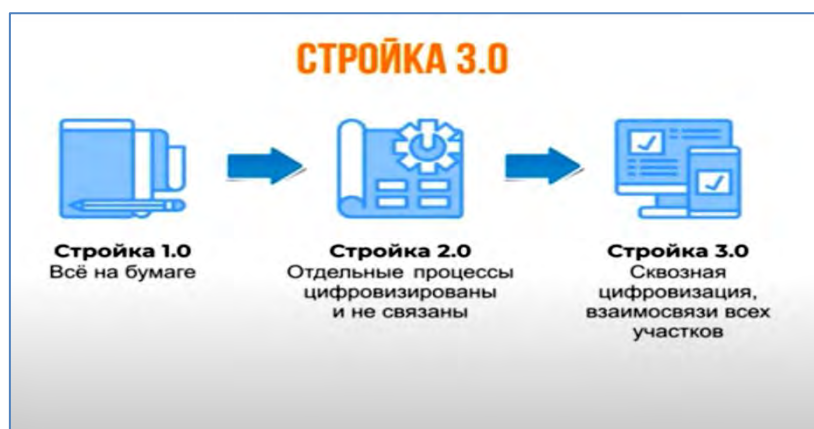 СТРОЙКА 3.0
Стройка 1.0
Всё на бумаге
Стройка 2.0
Отдельные процессы
цифровизированы
и не связаны
Стройка 3.0
Сквозная
цифровизация,
взаимосвязи всех
участков